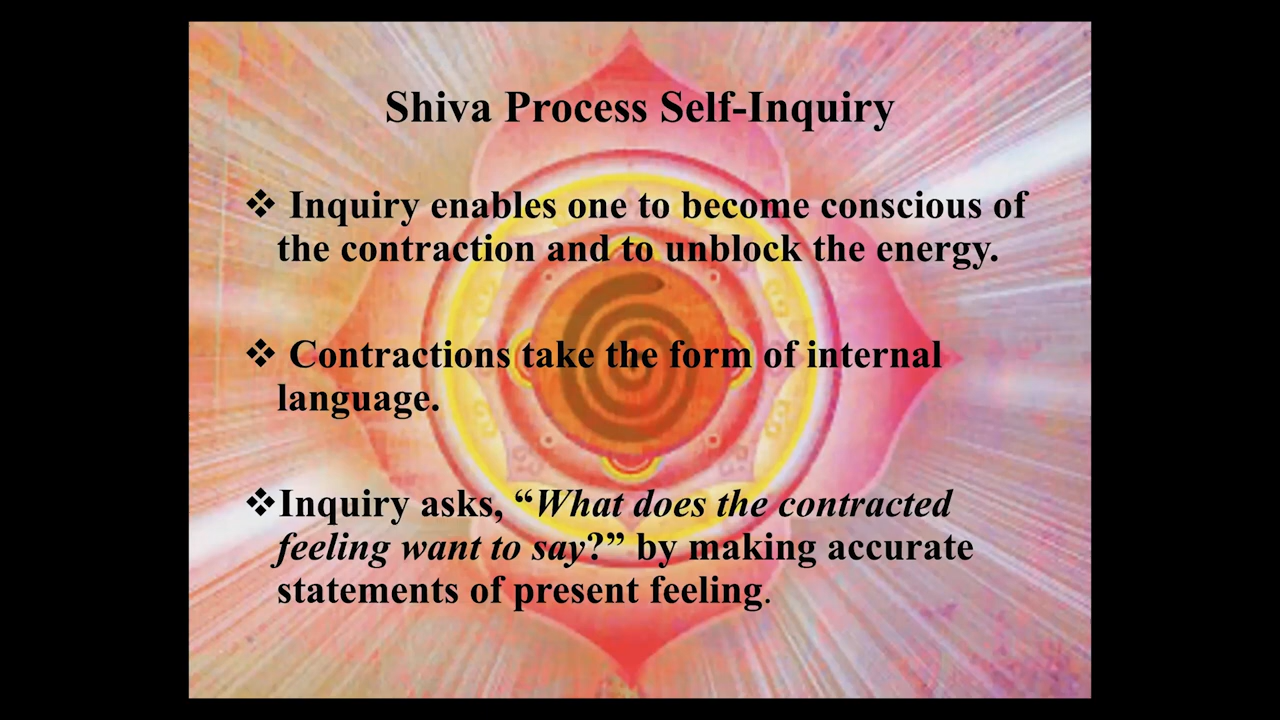 Shiva Process Self-Inquiry
❖ Inquiry enables one to become conscious of
the contraction and to unblock the energy.
❖ Contractions take the form of internal
language.
❖Inquiry asks, “What does the contracted
feeling want to say?” by making accurate
statements of present feeling.